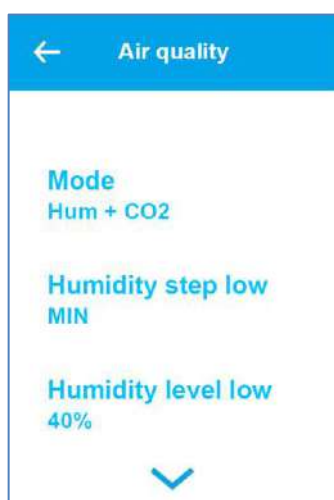 Air quality
Mode
Hum + CO2
Humidity step low
MIN
Humidity level low
40%